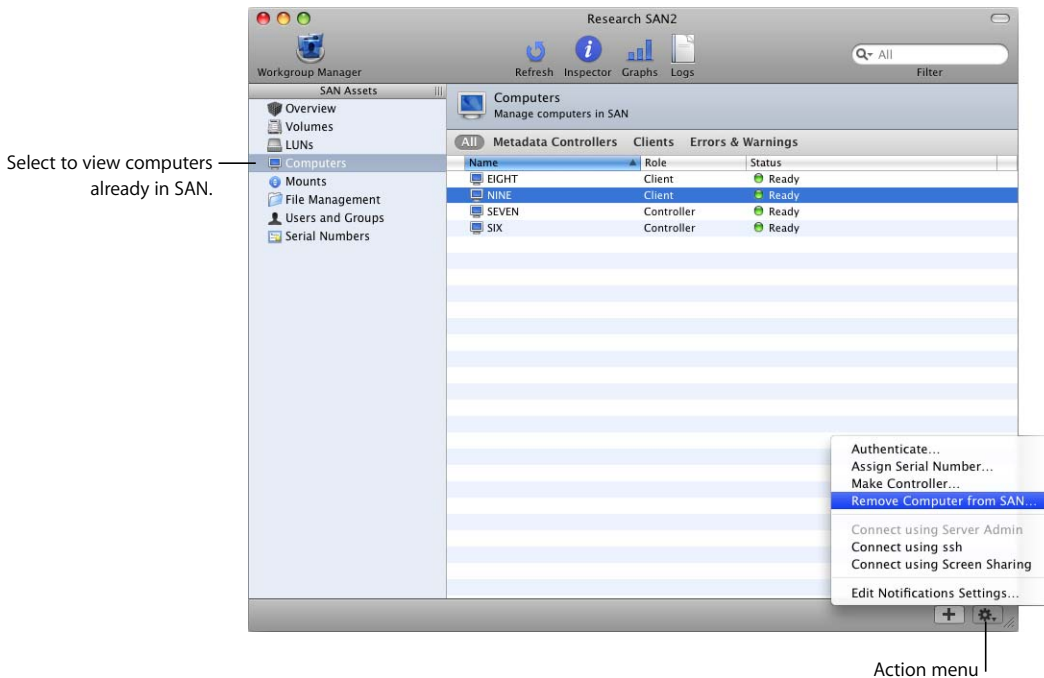 Research SAN2
Workgroup Manager
Refresh Inspector Graphs Logs
All
Filter
SAN Assets
Overview
Volumes
LUNs
Computers
Mounts
File Management
Users and Groups
Serial Numbers
Select to view computers
already in SAN.
Computers
Manage computers in SAN
All Metadata Controllers Clients Errors & Warnings
Name Role Status
EIGHT Client Ready
NINE Client Ready
SEVEN Controller Ready
SIX Controller Ready
Authenticate...
Assign Serial Number...
Make Controller...
Remove Computer from SAN...
Connect using Server Admin
Connect using ssh
Connect using Screen Sharing
Edit Notifications Settings...
Action menu